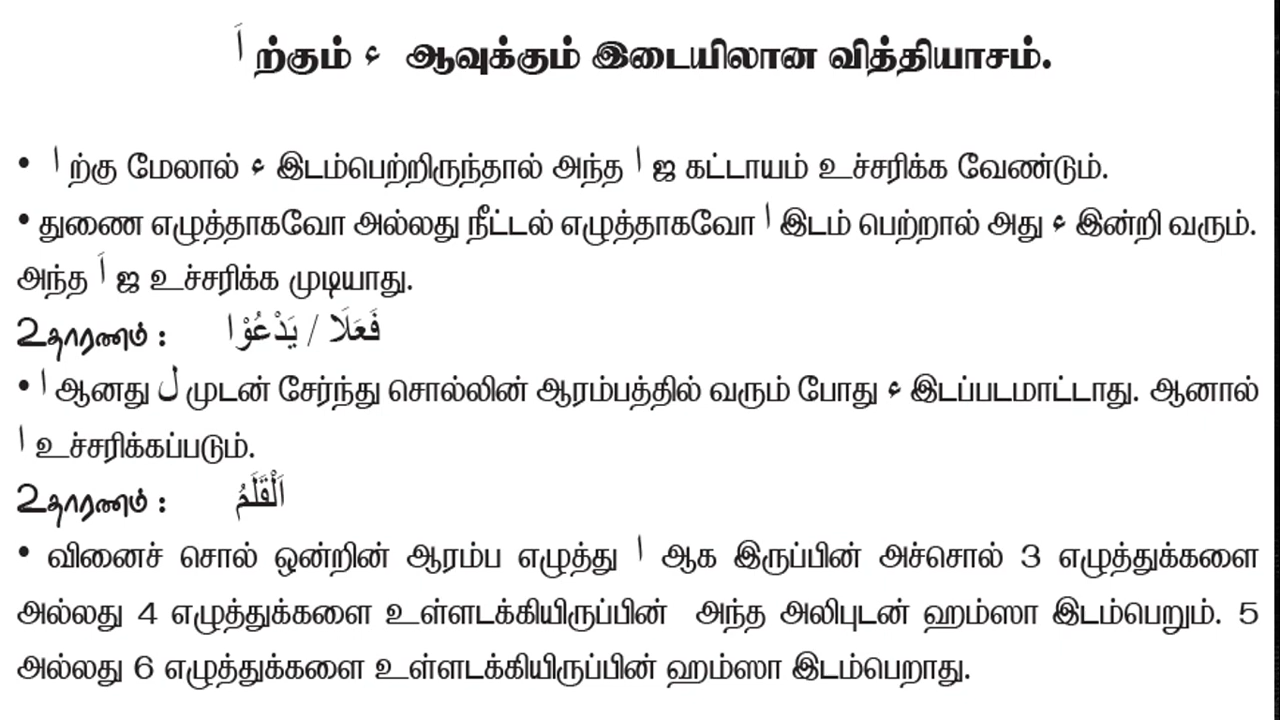 اَ ற்கும் ء ஆவுக்கும் இடையிலான வித்தியாசம்.
• ا ற்கு மேலால் ء இடம்பெற்றிருந்தால் அந்த ا ஐ கட்டாயம் உச்சரிக்க வேண்டும்.
• துணை எழுத்தாகவோ அல்லது நீட்டல் எழுத்தாகவோ ا இடம் பெற்றால் அது ء இன்றி வரும்.
அந்த اَ ஐ உச்சரிக்க முடியாது.
உதாரணம் : فَعَلَا / يَدْعُوْا
• ا ஆனது ل முடன் சேர்ந்து சொல்லின் ஆரம்பத்தில் வரும் போது ء இடப்படமாட்டாது. ஆனால்
ا உச்சரிக்கப்படும்.
உதாரணம் : اَلْقَلَمُ
• வினைச் சொல் ஒன்றின் ஆரம்ப எழுத்து ا ஆக இருப்பின் அச்சொல் 3 எழுத்துக்களை
அல்லது 4 எழுத்துக்களை உள்ளடக்கியிருப்பின் அந்த அலிபுடன் ஹம்ஸா இடம்பெறும். 5
அல்லது 6 எழுத்துக்களை உள்ளடக்கியிருப்பின் ஹம்ஸா இடம்பெறாது.